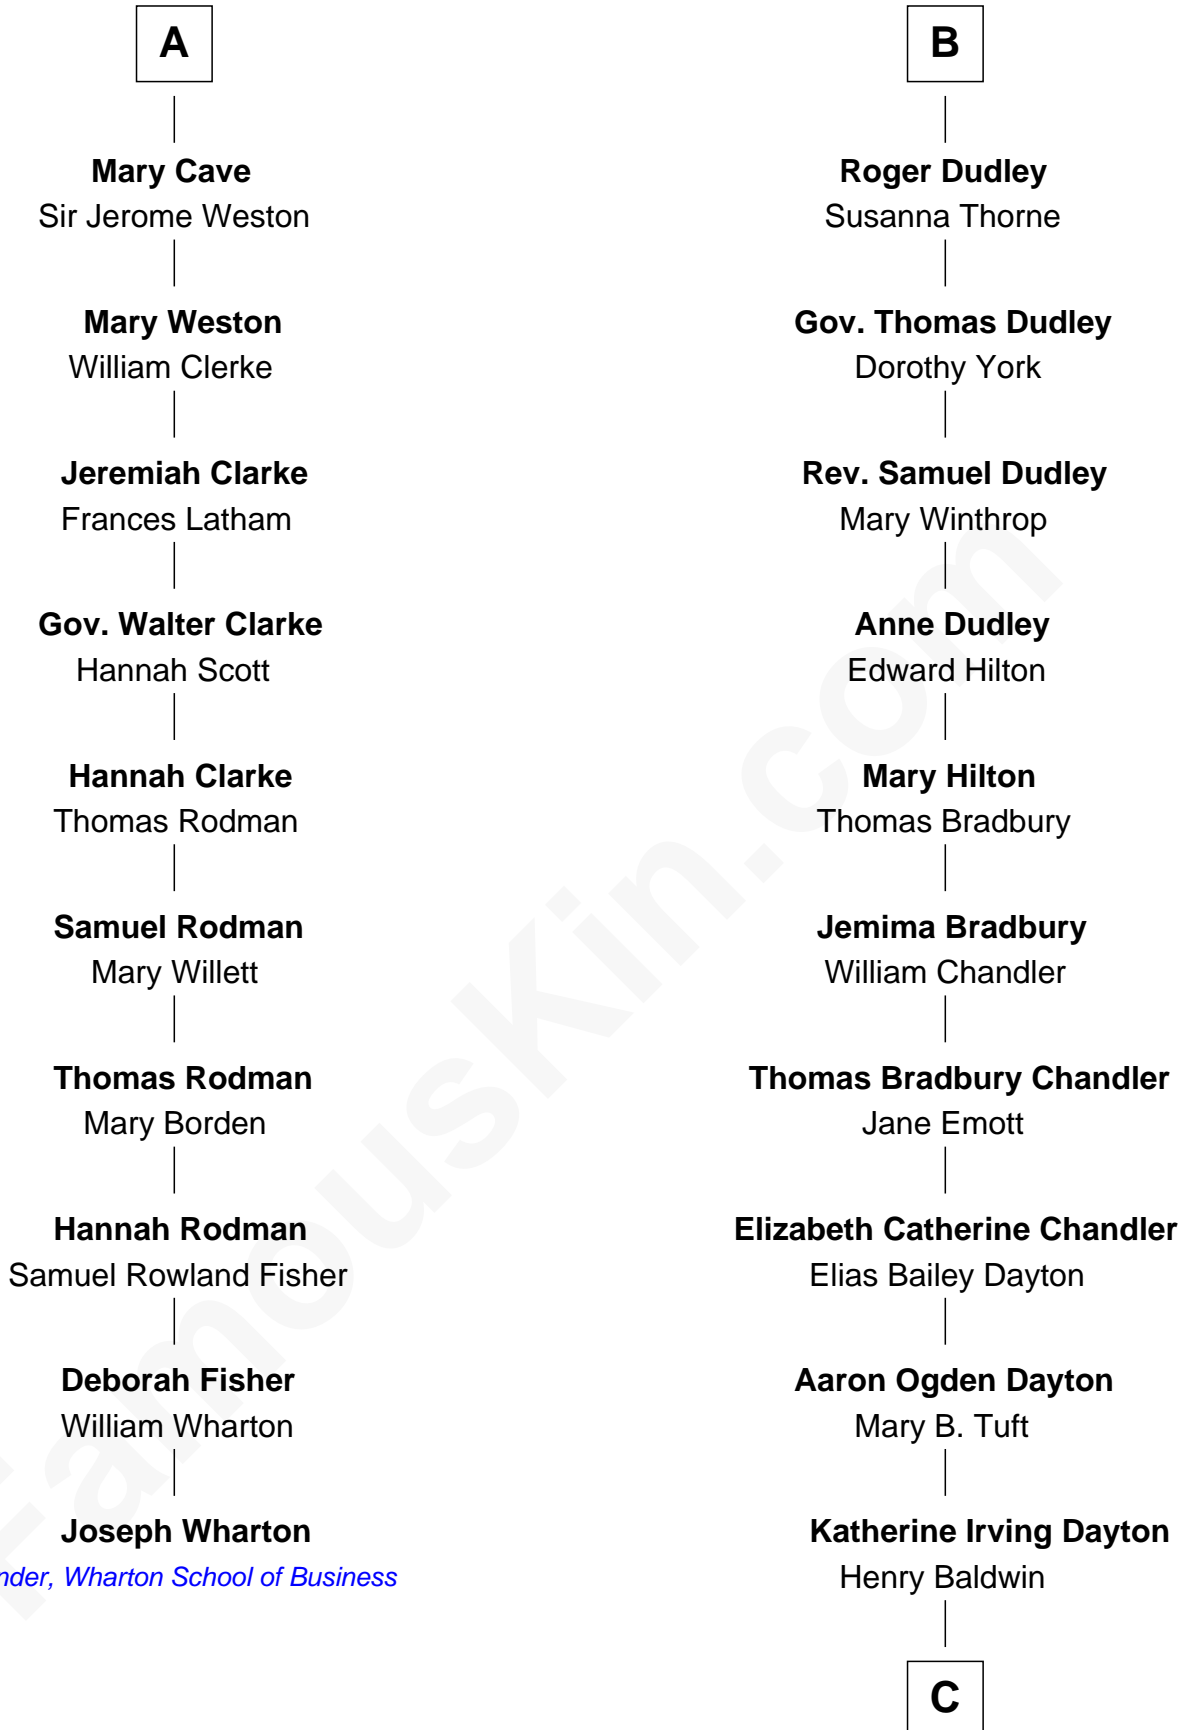 A
Mary Cave
Sir Jerome Weston
Mary Weston
William Clerke
Jeremiah Clarke
Frances Latham
Gov. Walter Clarke
Hannah Scott
Hannah Clarke
Thomas Rodman
Samuel Rodman
Mary Willett
Thomas Rodman
Mary Borden
Hannah Rodman
Samuel Rowland Fisher
Deborah Fisher
William Wharton
Joseph Wharton
nder, Wharton School of Business
B
Roger Dudley
Susanna Thorne
Gov. Thomas Dudley
Dorothy York
Rev. Samuel Dudley
Mary Winthrop
Anne Dudley
Edward Hilton
Mary Hilton
Thomas Bradbury
Jemima Bradbury
William Chandler
Thomas Bradbury Chandler
Jane Emott
Elizabeth Catherine Chandler
Elias Bailey Dayton
Aaron Ogden Dayton
Mary B. Tuft
Katherine Irving Dayton
Henry Baldwin
C
FamousKin.com